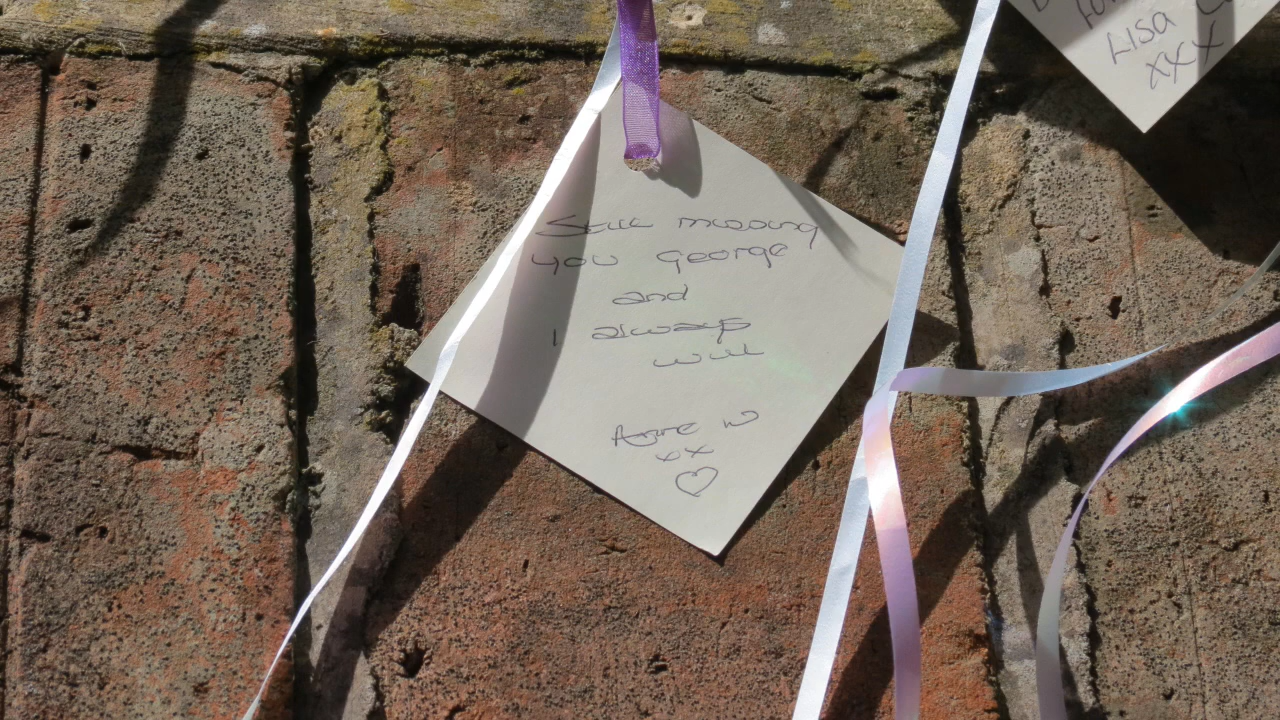 Lisa
xxx
Still missing
you George
and
I always
will
Anne W
xx